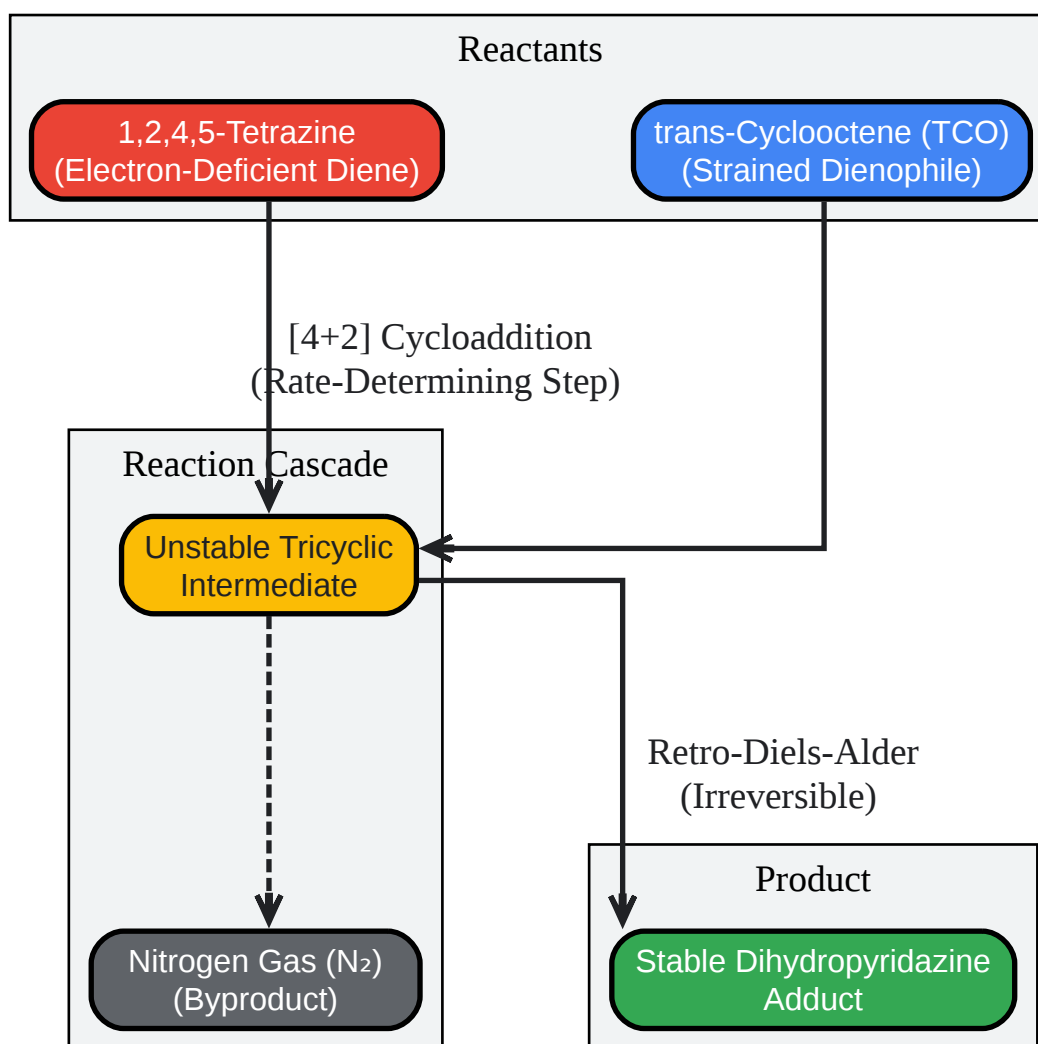 Reactants
1,2,4,5-Tetrazine
(Electron-Deficient Diene)
trans-Cyclooctene (TCO)
(Strained Dienophile)
[4+2] Cycloaddition
(Rate-Determining Step)
Reaction Cascade
Unstable Tricyclic
Intermediate
Retro-Diels-Alder
(Irreversible)
Product
Nitrogen Gas (N₂)
(Byproduct)
Stable Dihydropyridazine
Adduct